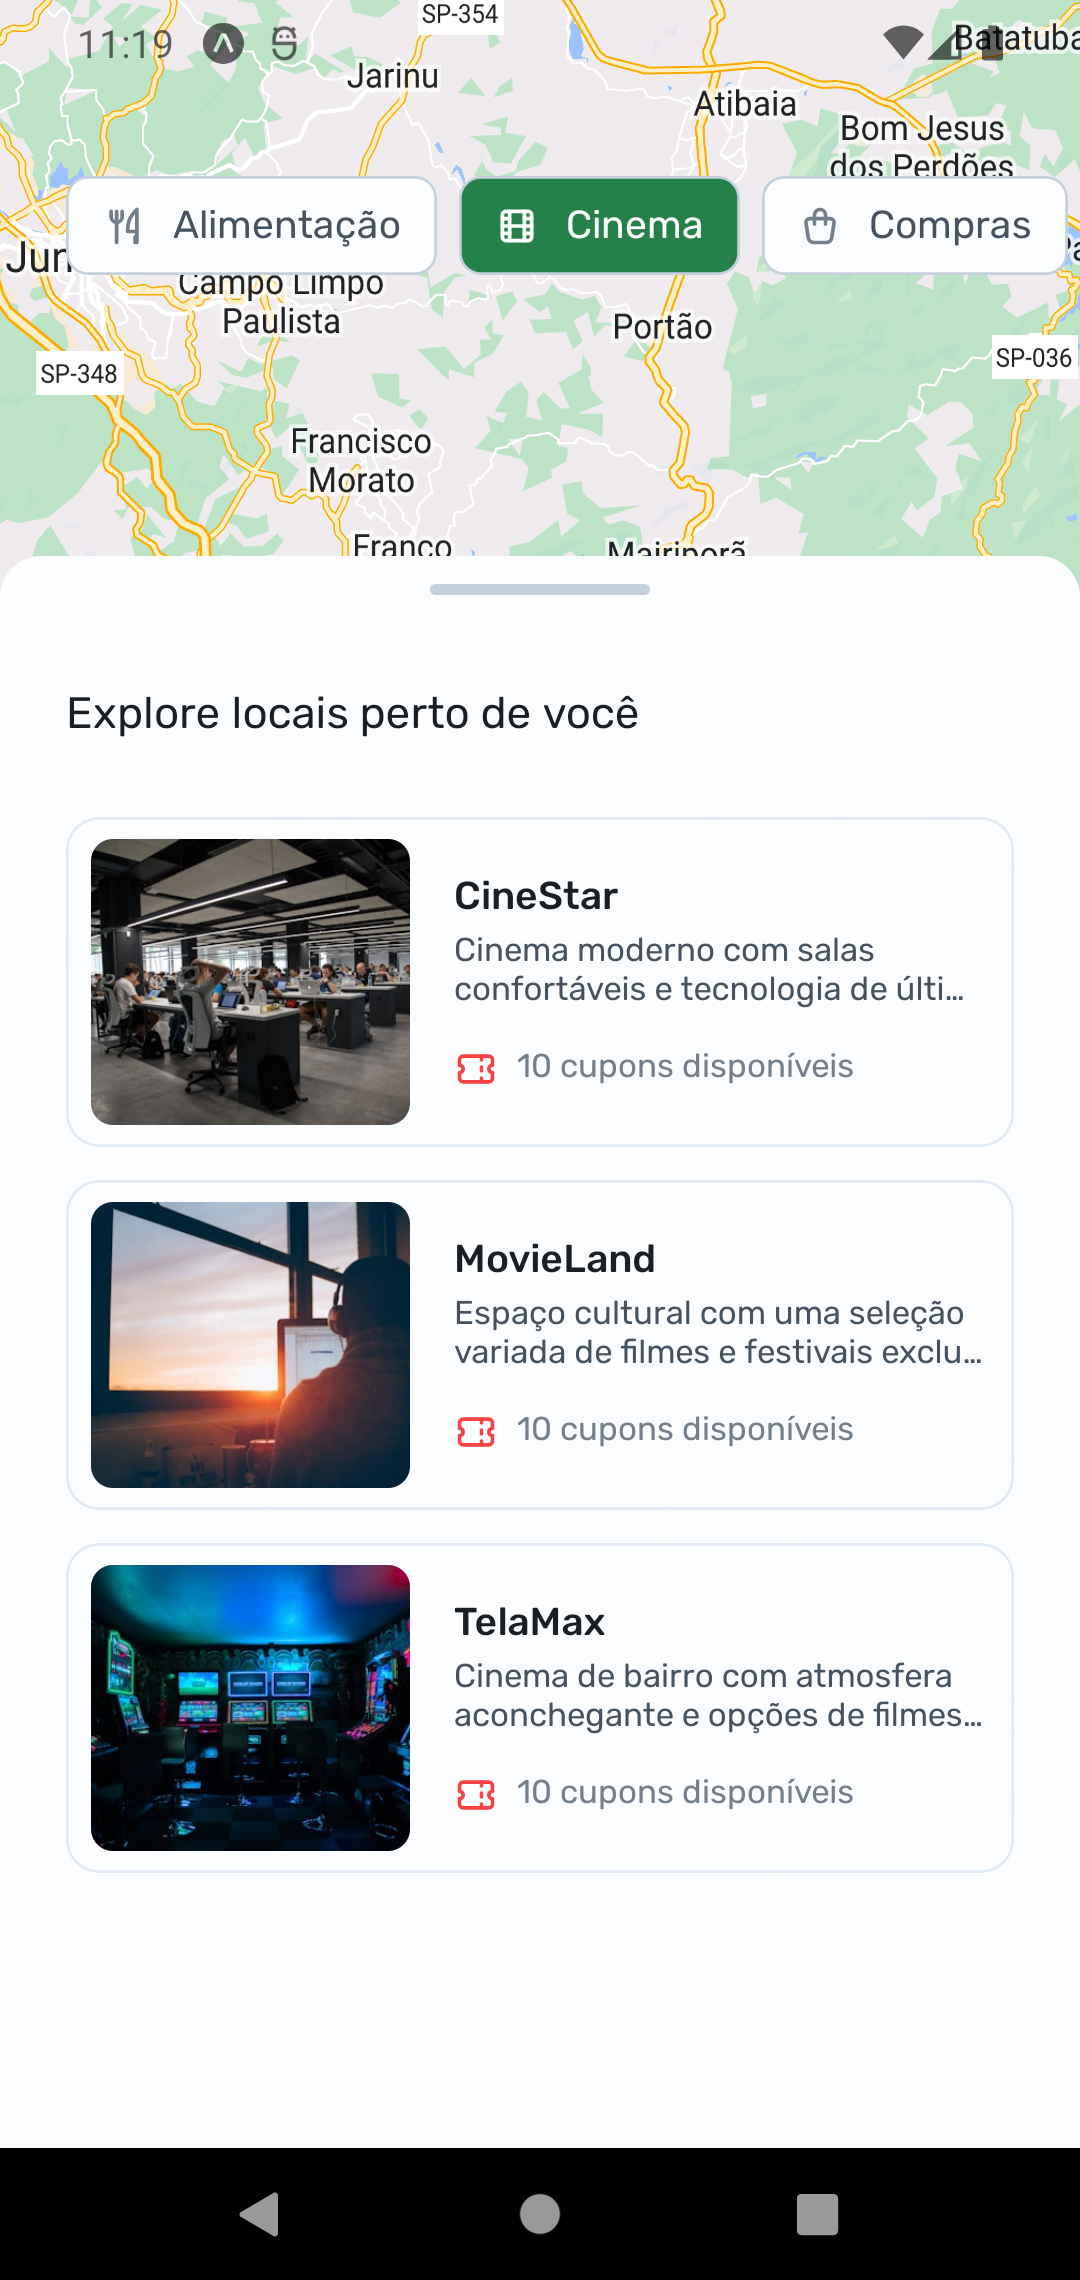 SP-354
11:19
Batatuba
Jarinu
Atibaia
Bom Jesus
dos Perdões
Alimentação
Cinema
Compras
Campo Limpo
Paulista
Portão
SP-348
SP-036
Francisco
Morato
Franco
Mairiporã
Explore locais perto de você
CineStar
Cinema moderno com salas
confortáveis e tecnologia de últi...
10 cupons disponíveis
MovieLand
Espaço cultural com uma seleção
variada de filmes e festivais exclu...
10 cupons disponíveis
TelaMax
Cinema de bairro com atmosfera
aconchegante e opções de filmes...
10 cupons disponíveis